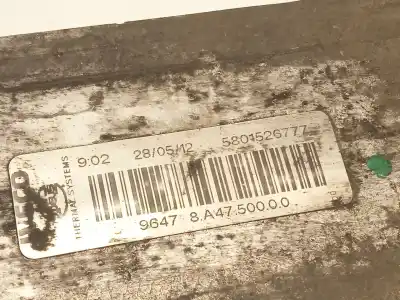 THERMAL SYSTEMS
9:02 28/05/12 5801526777
9647 8.A47.500.0.0